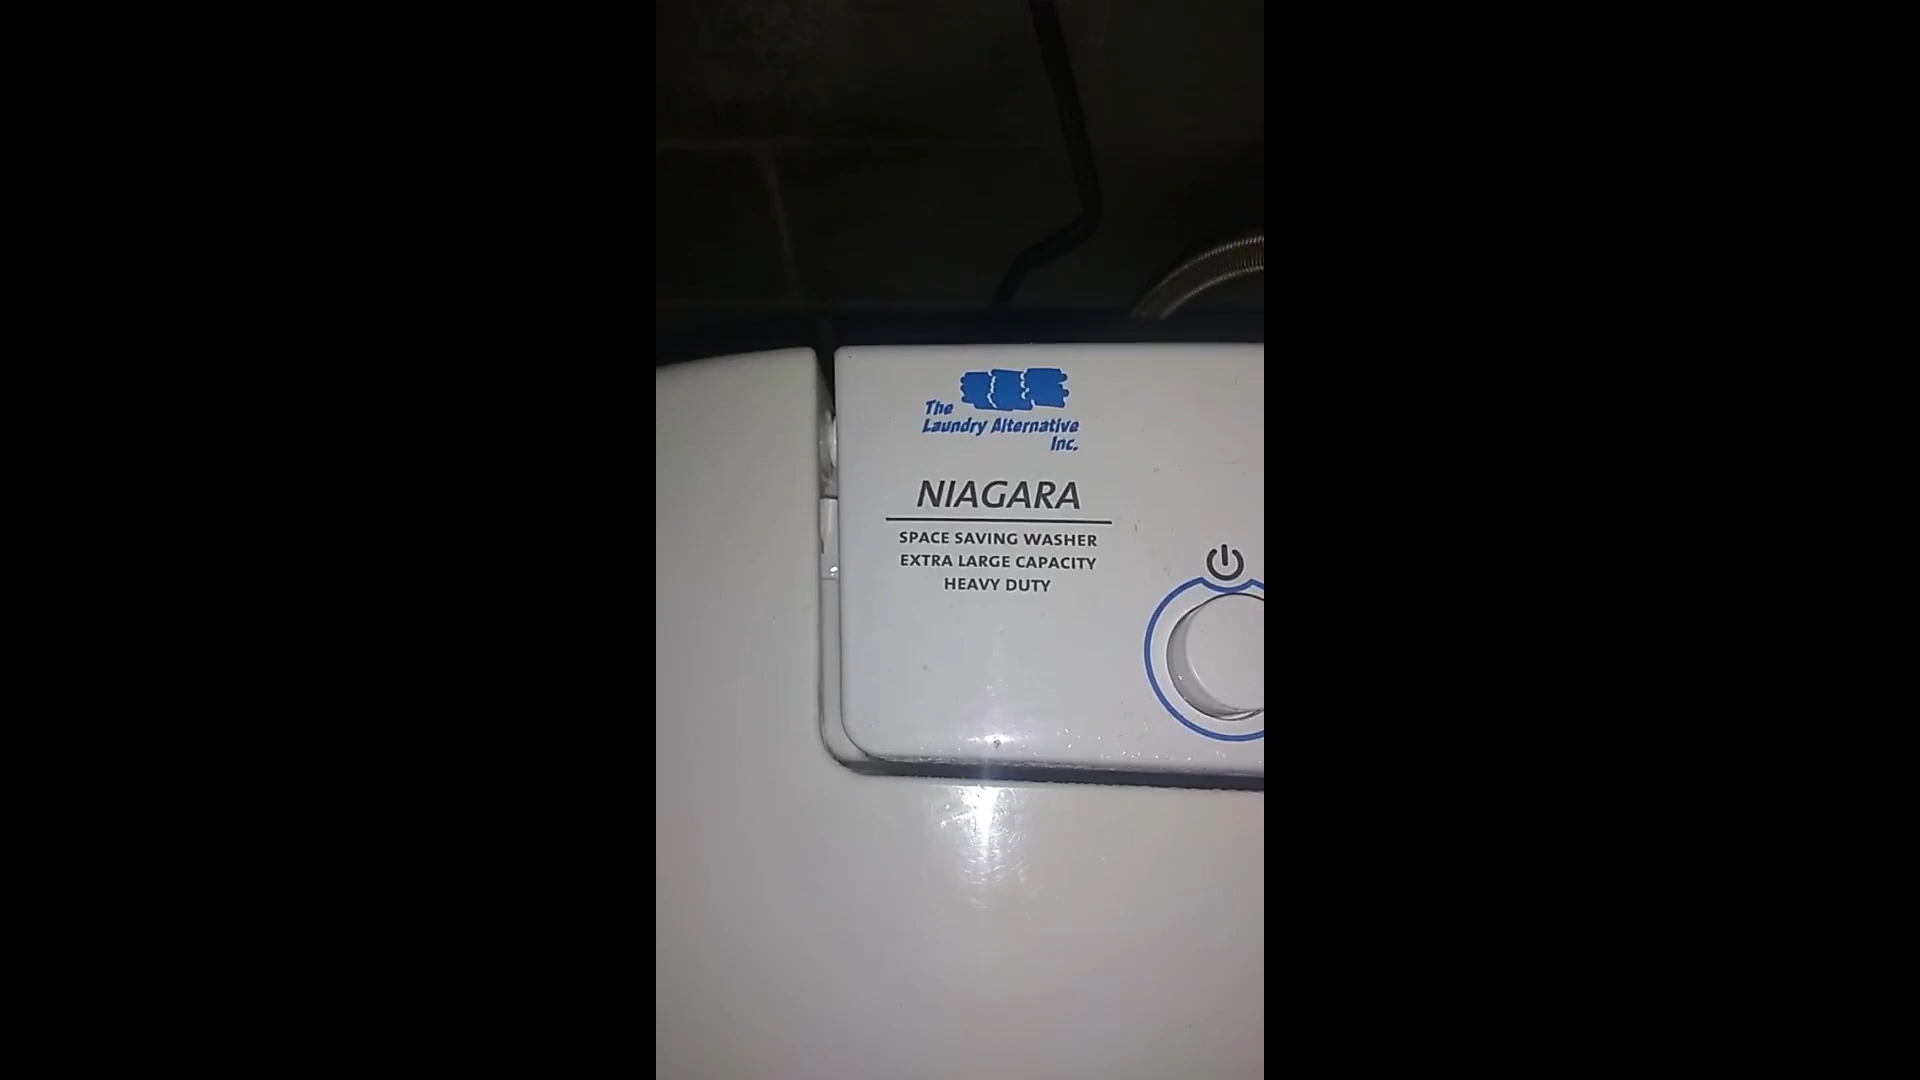 The
Laundry Alternative
Inc.
NIAGARA
SPACE SAVING WASHER
EXTRA LARGE CAPACITY
HEAVY DUTY